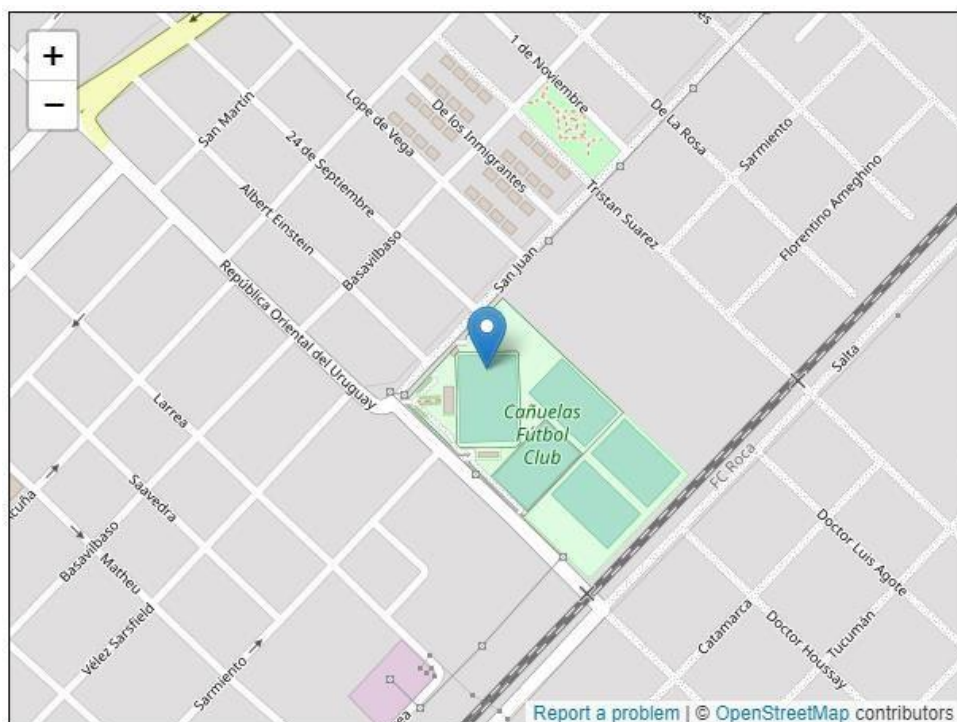 +
−
1 de Noviembre
San Martín
Lope de Vega
De los Inmigrantes
De La Rosa
24 de Septiembre
Sarmiento
Albert Einstein
Tristan Suarez
Florentino Ameghino
Basavilbaso
San Juan
República Oriental del Uruguay
Salta
Larrea
Cañuelas
Fútbol
Club
FC Roca
Saavedra
Basavilbaso
Matheu
Doctor Luis Agote
Vélez Sarsfield
Catamarca
Doctor Houssay
Tucumán
Sarmiento
Report a problem | © OpenStreetMap contributors